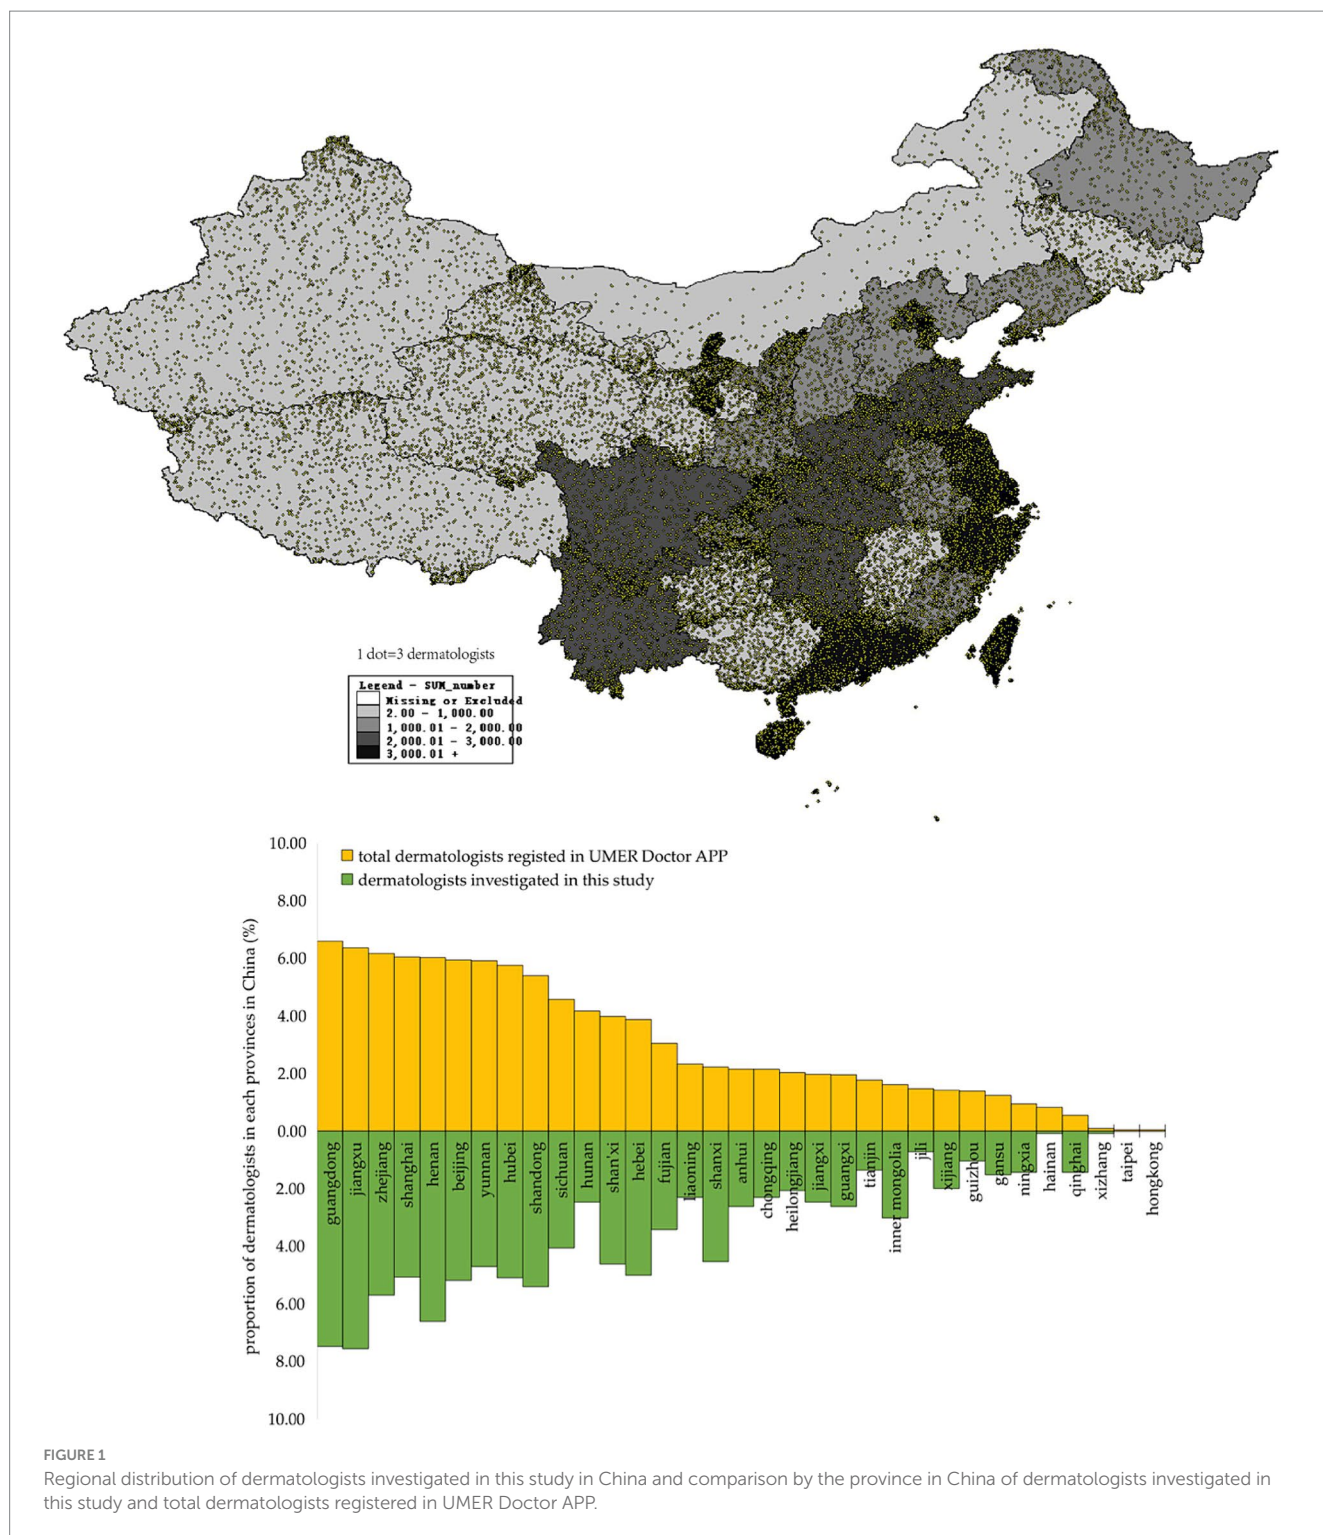 1 dot=3 dermatologists
Legend - SUM_number
Missing or Excluded
2.00 - 1,000.00
1,000.01 - 2,000.00
2,000.01 - 3,000.00
3,000.01 +
total dermatologists registed in UMER Doctor APP
dermatologists investigated in this study
proportion of dermatologists in each provinces in China (%)
10.00
8.00
6.00
4.00
2.00
0.00
2.00
4.00
6.00
8.00
10.00
guangdong
jiangxu
zhejiang
shanghai
henan
beijing
yunnan
hubei
shandong
sichuan
hunan
shan'xi
hebei
fujian
liaoning
shanxi
anhui
chongqing
heilongjiang
jiangxi
guangxi
tianjin
inner mongolia
jili
xijiang
guizhou
gansu
ningxia
hainan
qinghai
xizhang
taipei
hongkong
FIGURE 1
Regional distribution of dermatologists investigated in this study in China and comparison by the province in China of dermatologists investigated in
this study and total dermatologists registered in UMER Doctor APP.